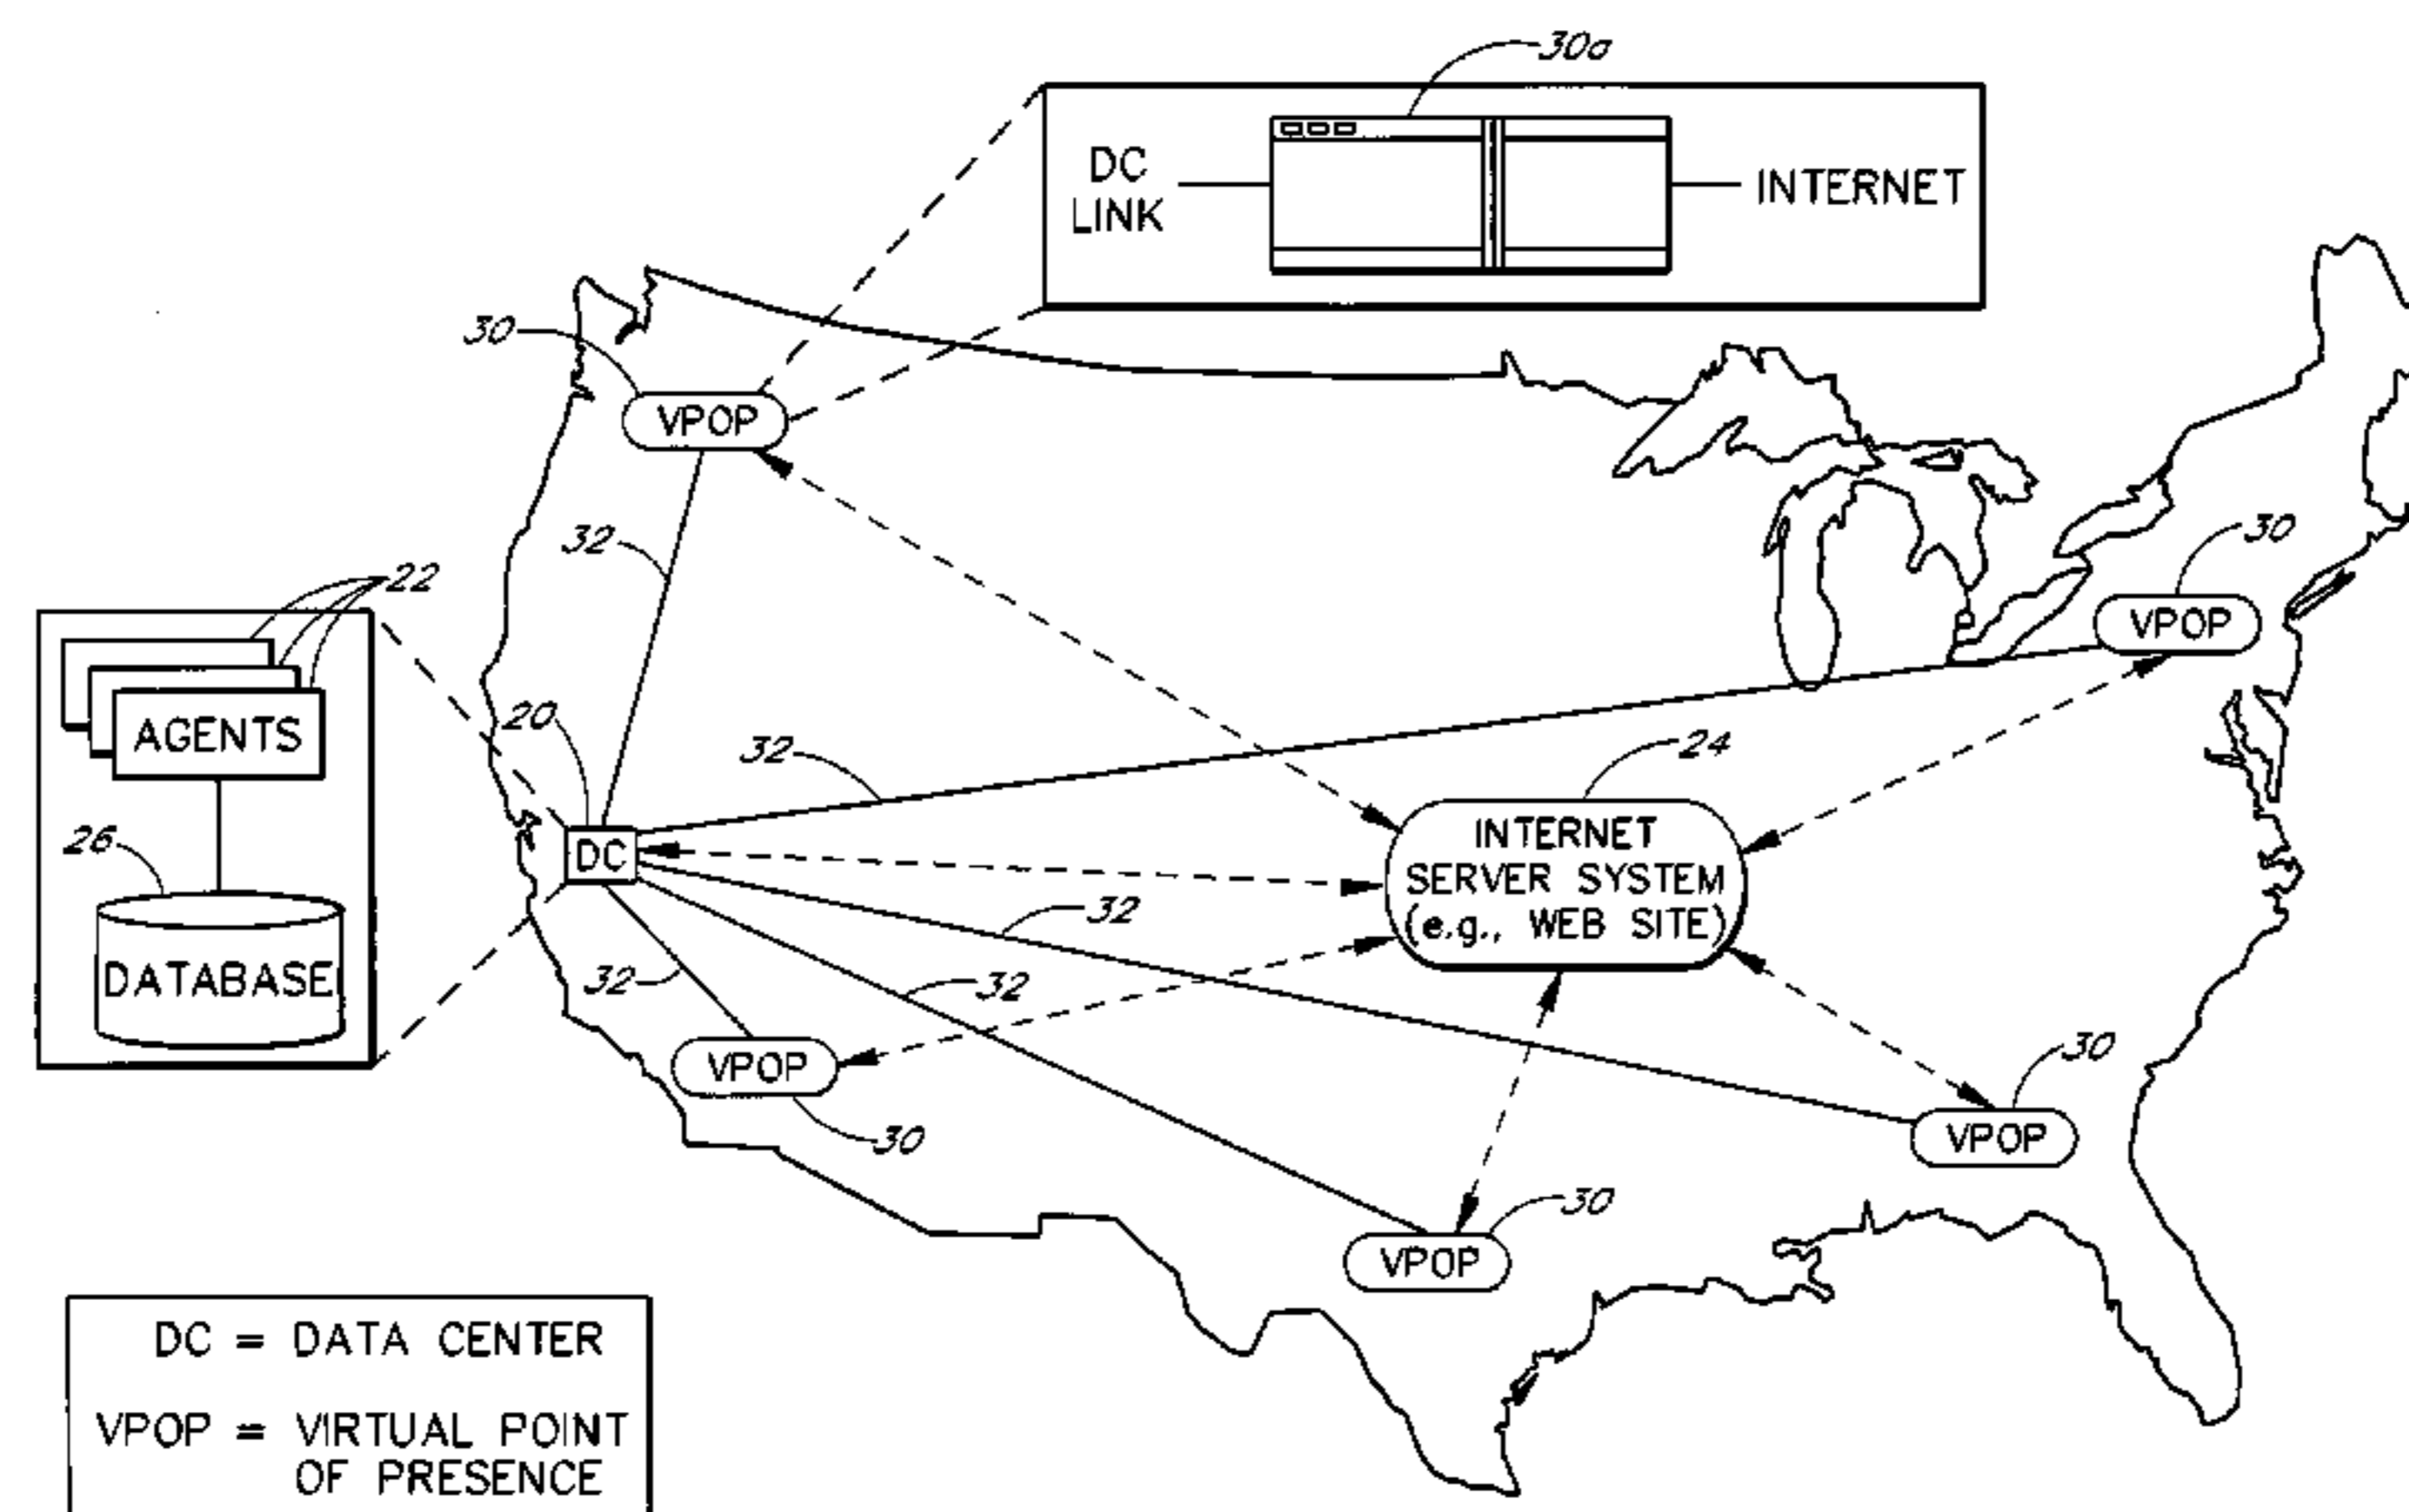 30a
DC
LINK
INTERNET
30
VPOP
32
30
VPOP
22
AGENTS
20
32
24
26
DC
INTERNET
SERVER SYSTEM
(e.g., WEB SITE)
32
DATABASE
32
32
VPOP
30
30
VPOP
30
VPOP
DC = DATA CENTER
VPOP = VIRTUAL POINT
OF PRESENCE